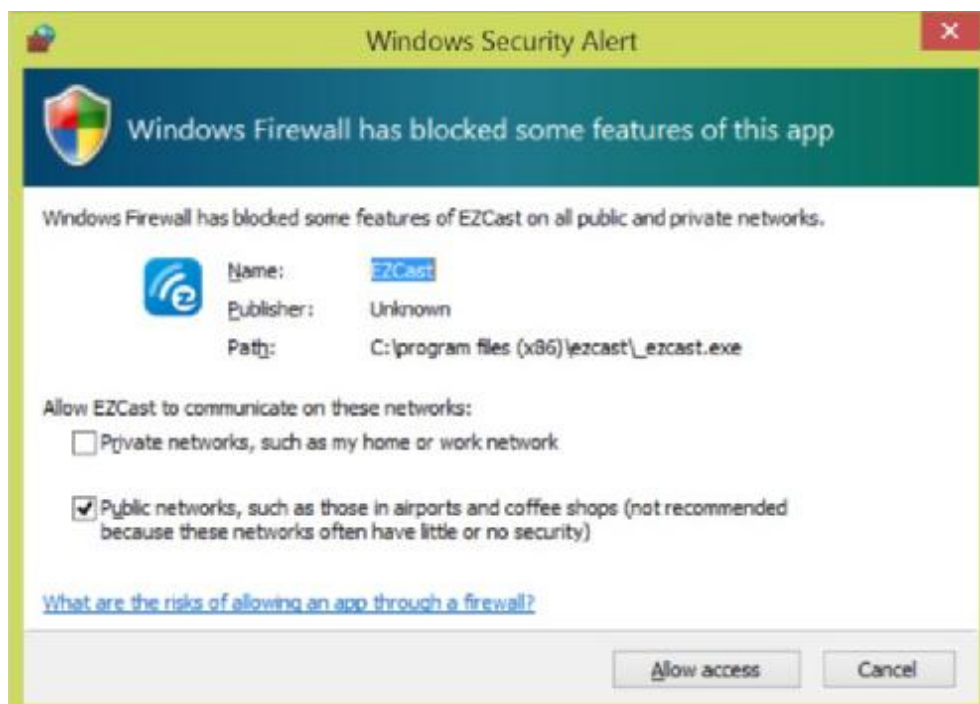 Windows Security Alert
Windows Firewall has blocked some features of this app
Windows Firewall has blocked some features of EZCast on all public and private networks.
Name: EZCast
Publisher: Unknown
Path: C:\program files (x86)\ezcast\_ezcast.exe
Allow EZCast to communicate on these networks:
Private networks, such as my home or work network
Public networks, such as those in airports and coffee shops (not recommended
because these networks often have little or no security)
What are the risks of allowing an app through a firewall?
Allow access Cancel